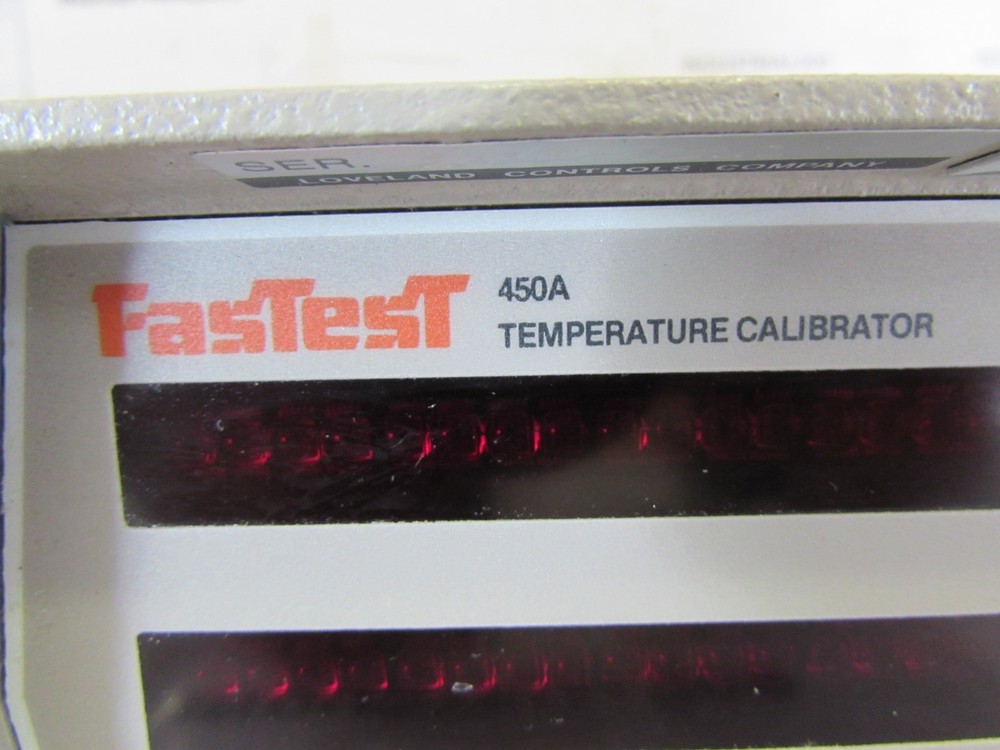 SER.
LOVELAND CONTROLS COMPANY
FasTesT 450A
TEMPERATURE CALIBRATOR